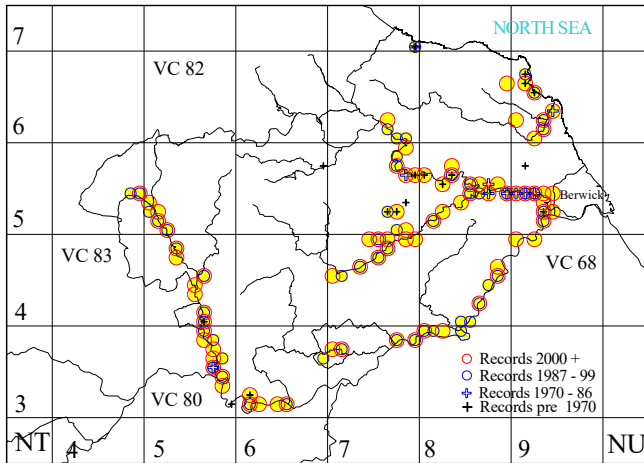 NORTH SEA
7
VC 82
6
Berwick
5
VC 83
VC 68
4
Records 2000 +
Records 1987 - 99
Records 1970 - 86
VC 80
Records pre 1970
3
NT 4 5 6 7 8 9 NU